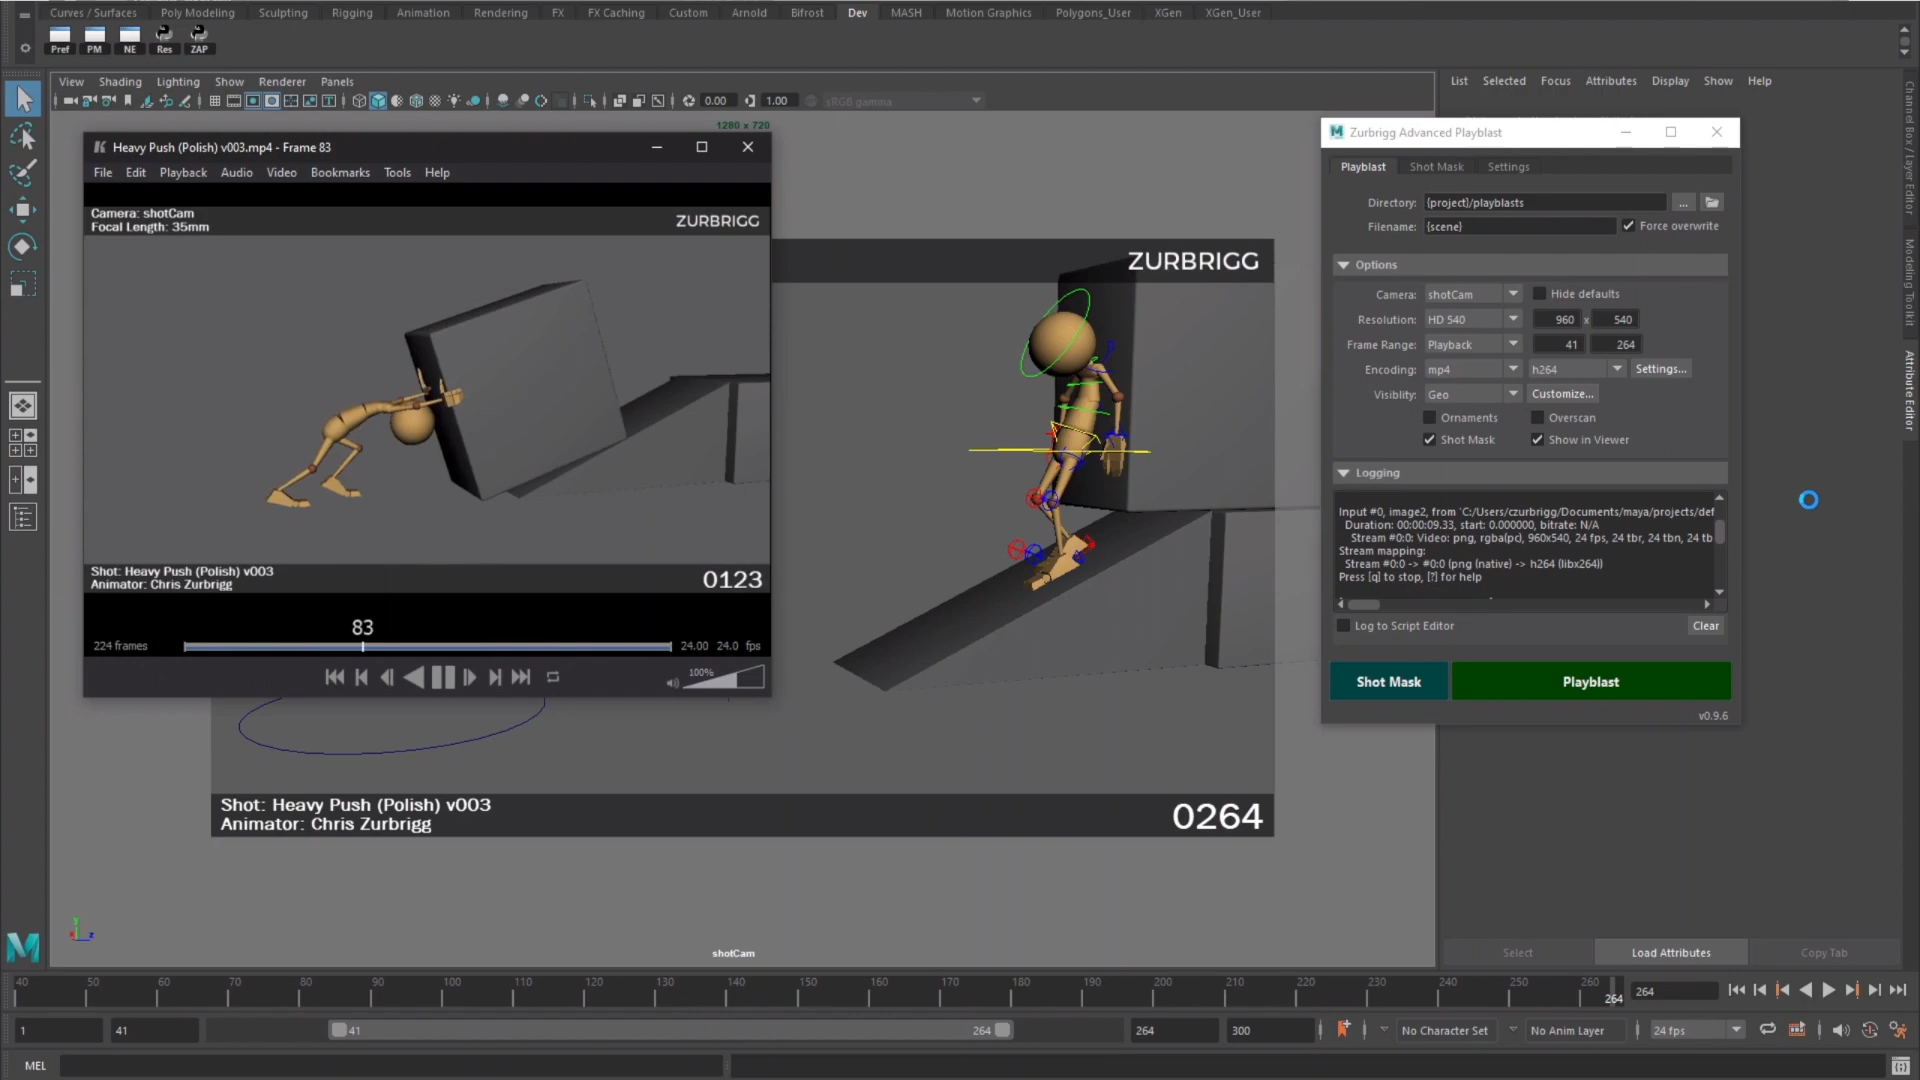 Curves / Surfaces Poly Modeling Sculpting Rigging Animation Rendering FX FX Caching Custom Arnold Bifrost Dev MASH Motion Graphics Polygons_User XGen XGen_User
Pref PM NE Res ZAP
View Shading Lighting Show Renderer Panels
0.00 1.00 sRGB gamma
1280 x 720
Heavy Push (Polish) v003.mp4 - Frame 83
File Edit Playback Audio Video Bookmarks Tools Help
Camera: shotCam
Focal Length: 35mm
ZURBRIGG
Shot: Heavy Push (Polish) v003
Animator: Chris Zurbrigg
0123
83
224 frames 24.00 24.0 fps
100%
ZURBRIGG
Shot: Heavy Push (Polish) v003
Animator: Chris Zurbrigg
0264
y
x z
shotCam
List Selected Focus Attributes Display Show Help
Zurbrigg Advanced Playblast
Playblast Shot Mask Settings
Directory: {project}/playblasts ...
Filename: {scene} Force overwrite
Options
Camera: shotCam Hide defaults
Resolution: HD 540 960 x 540
Frame Range: Playback 41 264
Encoding: mp4 h264 Settings...
Visiblity: Geo Customize...
Ornaments Overscan
Shot Mask Show in Viewer
Logging
Input #0, image2, from 'C:/Users/czurbrigg/Documents/maya/projects/def
Duration: 00:00:09.33, start: 0.000000, bitrate: N/A
Stream #0:0: Video: png, rgba(pc), 960x540, 24 fps, 24 tbr, 24 tbn, 24 tb
Stream mapping:
Stream #0:0 -> #0:0 (png (native) -> h264 (libx264))
Press [q] to stop, [?] for help
Log to Script Editor Clear
Shot Mask Playblast
v0.9.6
Channel Box / Layer Editor
Modeling Toolkit
Attribute Editor
Select Load Attributes Copy Tab
40 50 60 70 80 90 100 110 120 130 140 150 160 170 180 190 200 210 220 230 240 250 260
264 264
1 41 41 264 264 300 No Character Set No Anim Layer 24 fps
MEL